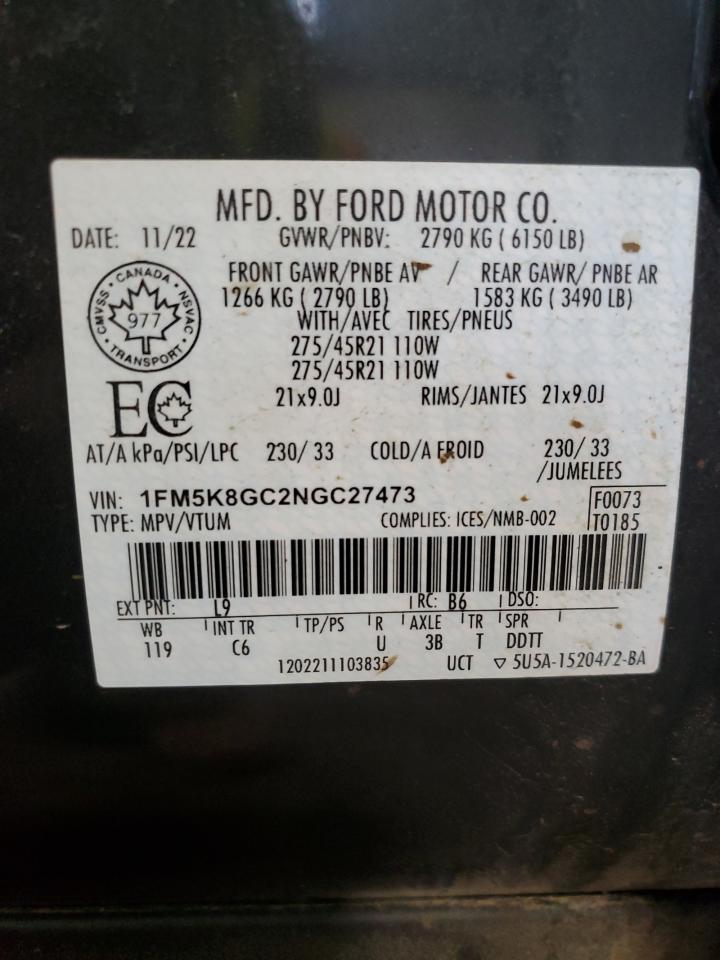 MFD. BY FORD MOTOR CO.
DATE: 11/22 GVWR/PNBV: 2790 KG ( 6150 LB)
FRONT GAWR/PNBE AV / REAR GAWR/ PNBE AR
1266 KG ( 2790 LB) 1583 KG ( 3490 LB)
WITH/AVEC TIRES/PNEUS
275/45R21 110W
275/45R21 110W
21x9.0J RIMS/JANTES 21x9.0J
CANADA
CMVSS • NSVAC
977
TRANSPORT
EC
AT/A kPa/PSI/LPC 230/ 33 COLD/A FROID 230/ 33
/JUMELEES
VIN: 1FM5K8GC2NGC27473 F0073
TYPE: MPV/VTUM COMPLIES: ICES/NMB-002 T0185
EXT PNT: L9 RC: B6 DSO:
WB INT TR TP/PS R AXLE TR SPR
119 C6 U 3B T DDTT
1202211103835 UCT ▽ 5U5A-1520472-BA